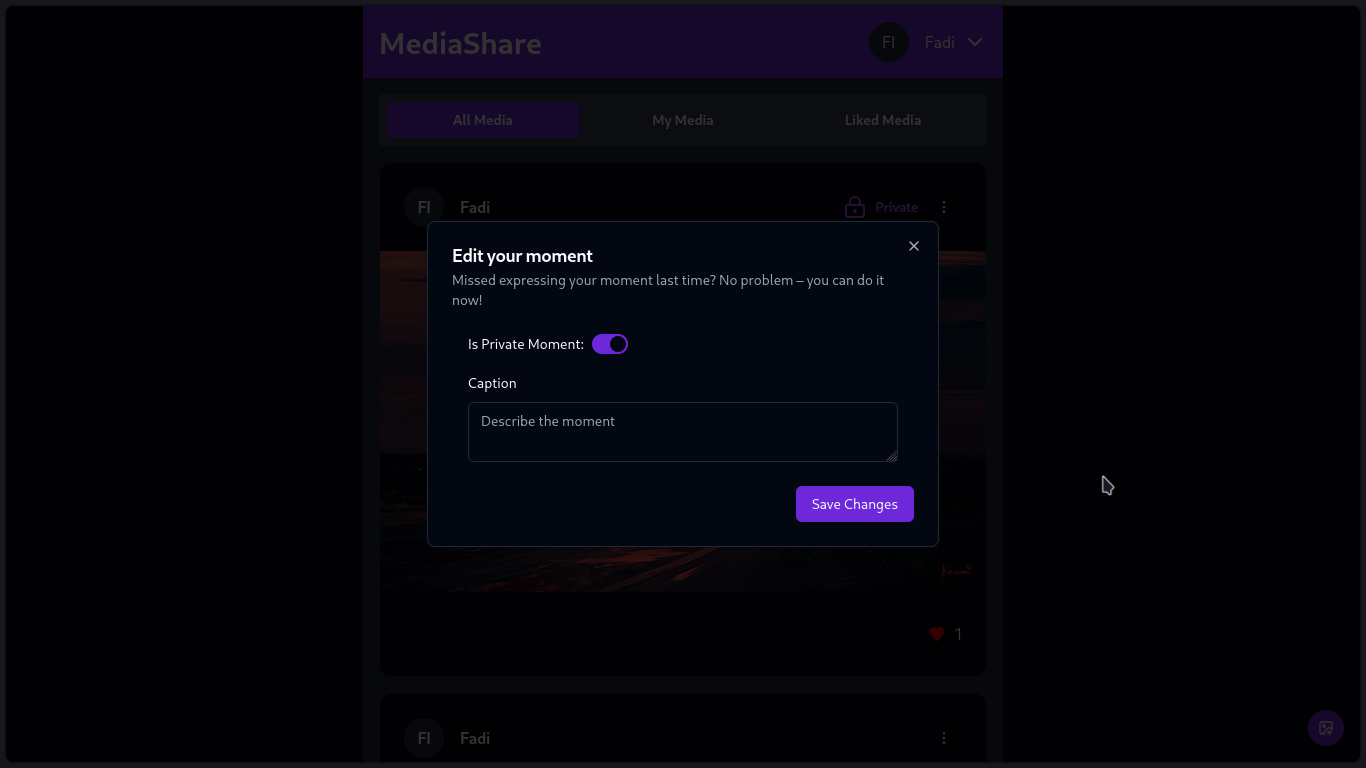 MediaShare
FI Fadi
All Media My Media Liked Media
FI Fadi Private
Edit your moment
Missed expressing your moment last time? No problem – you can do it
now!
Is Private Moment:
Caption
Describe the moment
Save Changes
1
FI Fadi